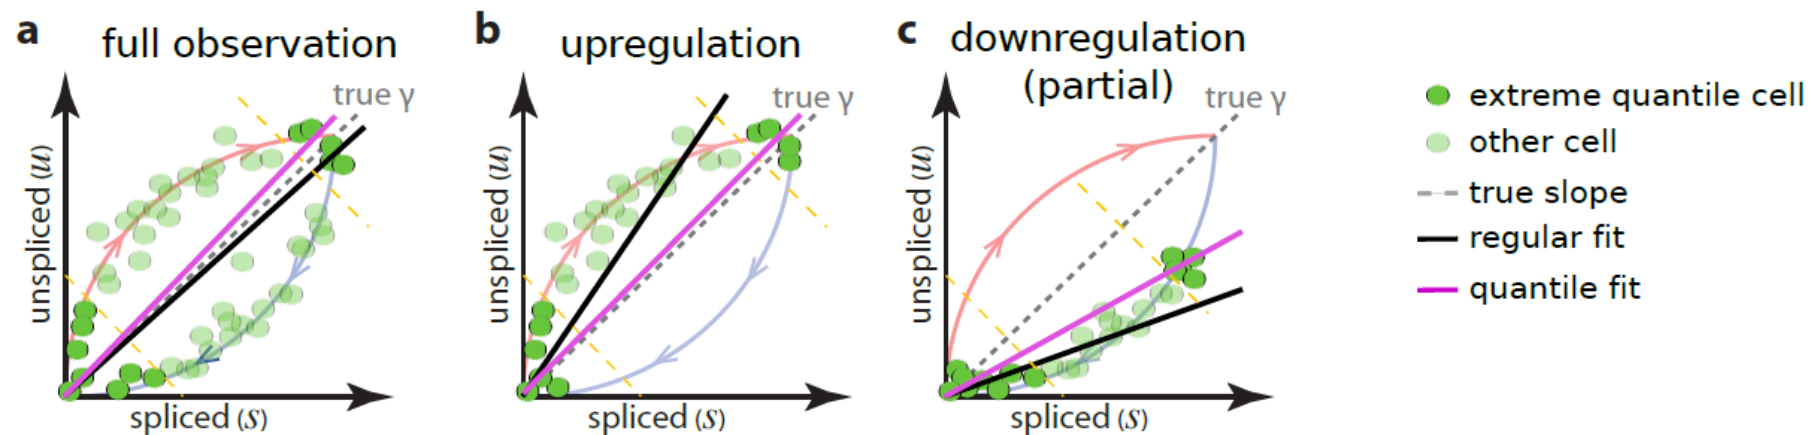 a
full observation
true γ
unspliced (u)
spliced (s)
b
upregulation
true γ
unspliced (u)
spliced (s)
c
downregulation
(partial)
true γ
unspliced (u)
spliced (s)
extreme quantile cell
other cell
true slope
regular fit
quantile fit